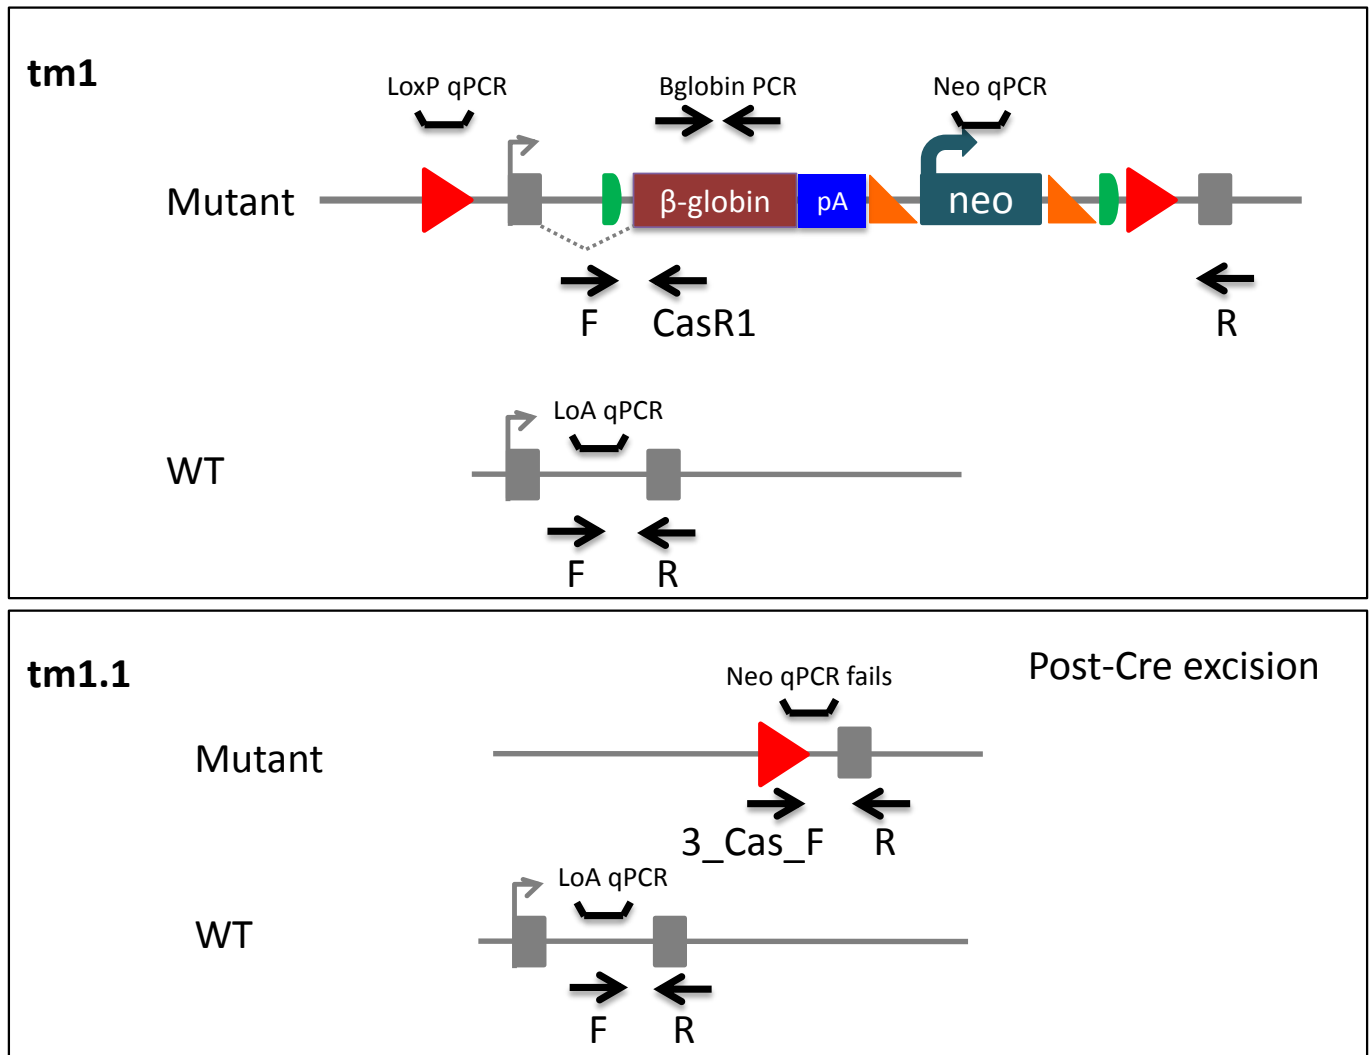 tm1
LoxP qPCR
Bglobin PCR
Neo qPCR
Mutant
β-globin
pA
neo
F
CasR1
R
LoA qPCR
WT
F
R
tm1.1
Post-Cre excision
Neo qPCR fails
Mutant
3_Cas_F
R
LoA qPCR
WT
F
R